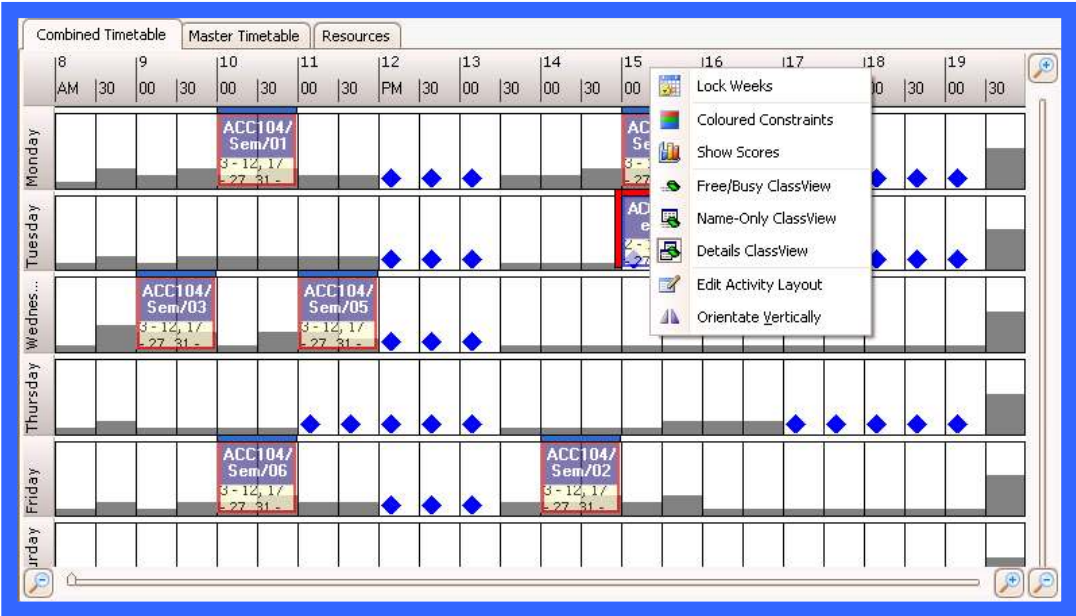 Combined Timetable Master Timetable Resources
8 9 10 11 12 13 14 15 16 17 18 19
AM 30 00 30 00 30 00 30 PM 30 00 30 00 30 00 30 30
Lock Weeks
Coloured Constraints
Show Scores
Free/Busy ClassView
Name-Only ClassView
Details ClassView
Edit Activity Layout
Orientate Vertically
Monday
ACC104/
Sem/01
3 - 12, 17
- 27, 31 -
Tuesday
Wednes...
ACC104/
Sem/03
3 - 12, 17
- 27, 31 -
ACC104/
Sem/05
3 - 12, 17
- 27, 31 -
Thursday
Friday
ACC104/
Sem/06
3 - 12, 17
- 27, 31 -
ACC104/
Sem/02
3 - 12, 17
- 27, 31 -
urday